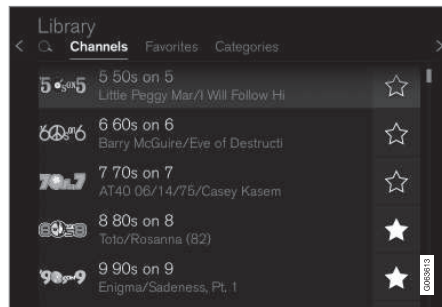 Library
Channels Favorites Categories
5 50s on 5
Little Peggy Mar/I Will Follow Hi
6 60s on 6
Barry McGuire/Eve of Destructi
7 70s on 7
AT40 06/14/75/Casey Kasem
8 80s on 8
Toto/Rosanna (82)
9 90s on 9
Enigma/Sadeness, Pt. 1
G063613